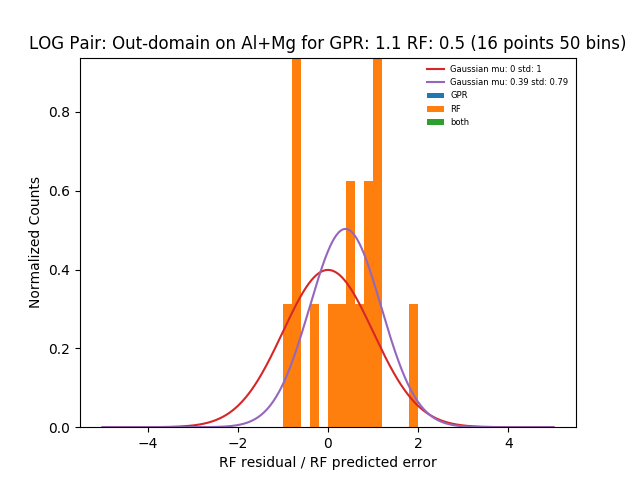 LOG Pair: Out-domain on Al+Mg for GPR: 1.1 RF: 0.5 (16 points 50 bins)
Gaussian mu: 0 std: 1
Gaussian mu: 0.39 std: 0.79
GPR
RF
both
Normalized Counts
0.8
0.6
0.4
0.2
0.0
−4 −2 0 2 4
RF residual / RF predicted error